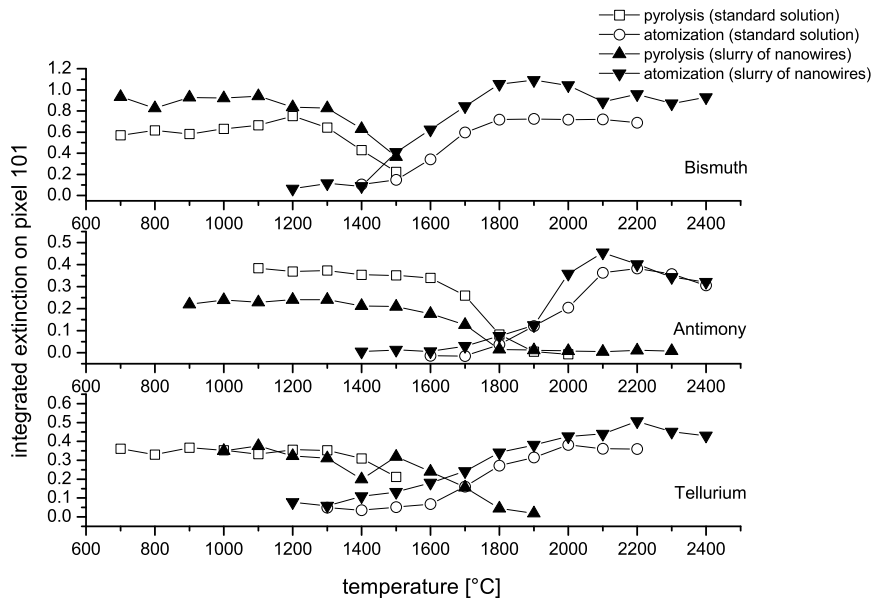 pyrolysis (standard solution)
atomization (standard solution)
pyrolysis (slurry of nanowires)
atomization (slurry of nanowires)
integrated extinction on pixel 101
1.2
1.0
0.8
0.6
0.4
0.2
0.0
Bismuth
600 800 1000 1200 1400 1600 1800 2000 2200 2400
0.5
0.4
0.3
0.2
0.1
0.0
Antimony
600 800 1000 1200 1400 1600 1800 2000 2200 2400
0.6
0.5
0.4
0.3
0.2
0.1
0.0
Tellurium
600 800 1000 1200 1400 1600 1800 2000 2200 2400
temperature [°C]